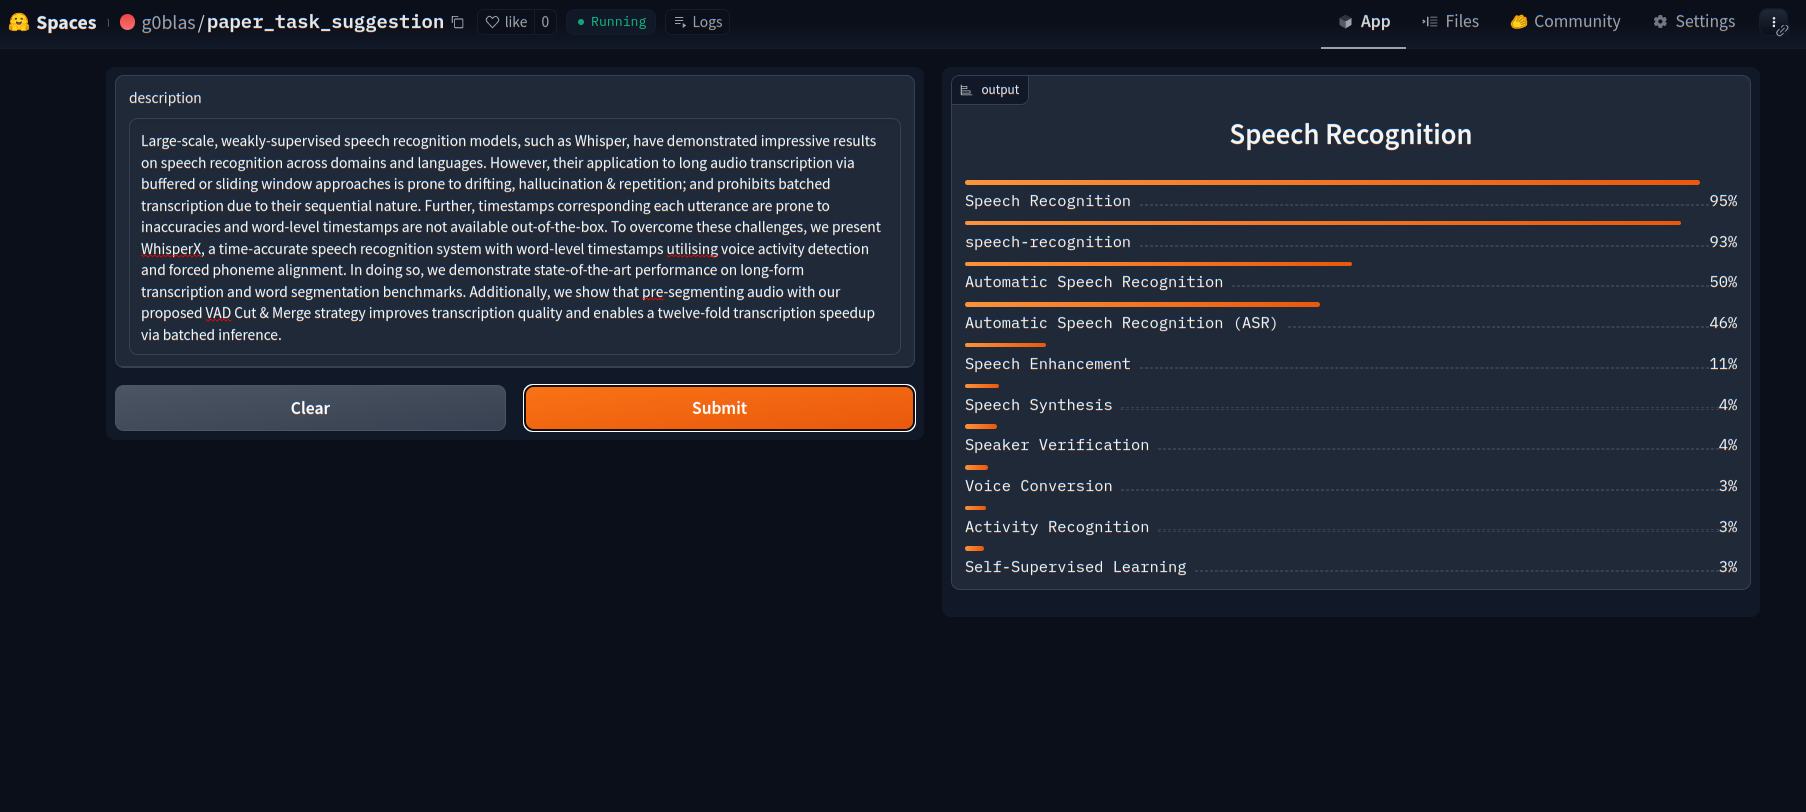 Spaces g0blas/paper_task_suggestion like 0 Running Logs App Files Community Settings
description
Large-scale, weakly-supervised speech recognition models, such as Whisper, have demonstrated impressive results
on speech recognition across domains and languages. However, their application to long audio transcription via
buffered or sliding window approaches is prone to drifting, hallucination & repetition; and prohibits batched
transcription due to their sequential nature. Further, timestamps corresponding each utterance are prone to
inaccuracies and word-level timestamps are not available out-of-the-box. To overcome these challenges, we present
WhisperX, a time-accurate speech recognition system with word-level timestamps utilising voice activity detection
and forced phoneme alignment. In doing so, we demonstrate state-of-the-art performance on long-form
transcription and word segmentation benchmarks. Additionally, we show that pre-segmenting audio with our
proposed VAD Cut & Merge strategy improves transcription quality and enables a twelve-fold transcription speedup
via batched inference.
Clear Submit
output
Speech Recognition
Speech Recognition 95%
speech-recognition 93%
Automatic Speech Recognition 50%
Automatic Speech Recognition (ASR) 46%
Speech Enhancement 11%
Speech Synthesis 4%
Speaker Verification 4%
Voice Conversion 3%
Activity Recognition 3%
Self-Supervised Learning 3%